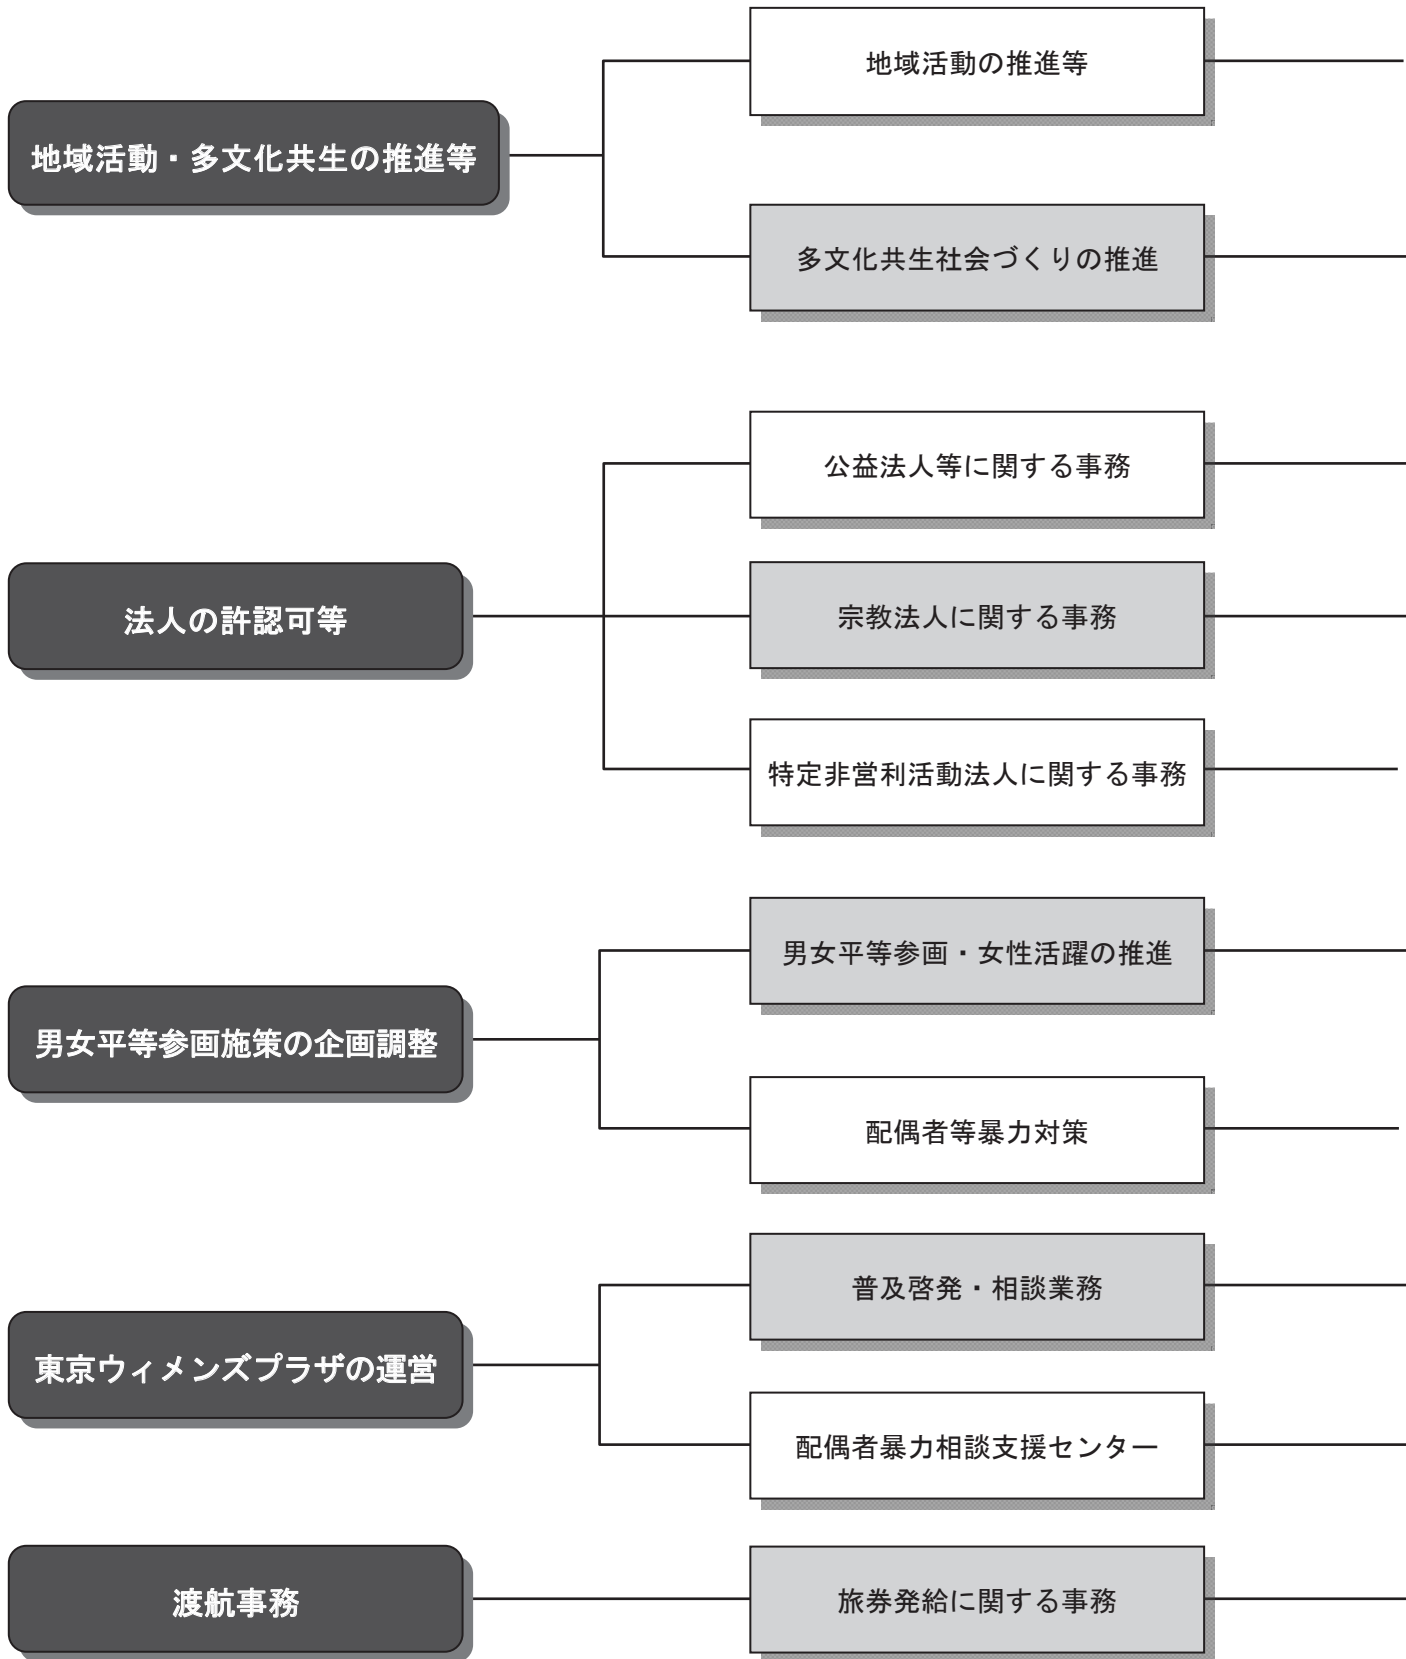 地域活動・多文化共生の推進等
地域活動の推進等
多文化共生社会づくりの推進
法人の許認可等
公益法人等に関する事務
宗教法人に関する事務
特定非営利活動法人に関する事務
男女平等参画施策の企画調整
男女平等参画・女性活躍の推進
配偶者等暴力対策
東京ウィメンズプラザの運営
普及啓発・相談業務
配偶者暴力相談支援センター
渡航事務
旅券発給に関する事務